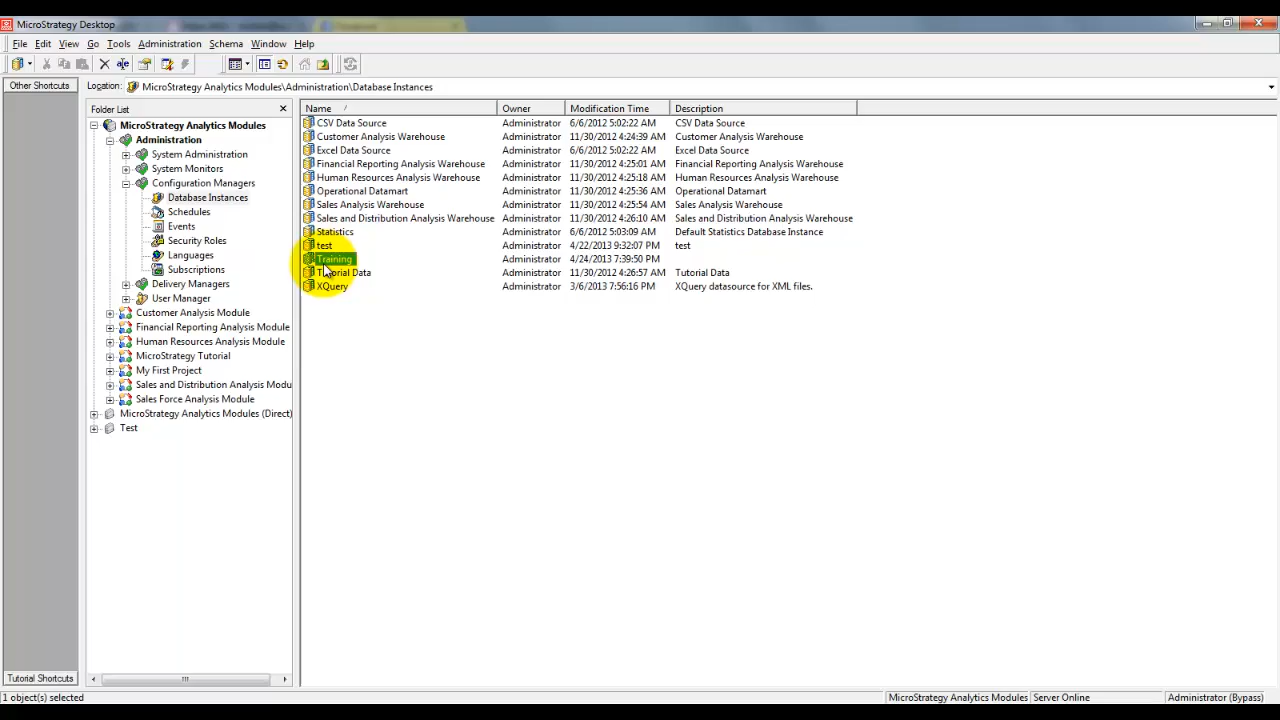 MicroStrategy Desktop
File Edit View Go Tools Administration Schema Window Help
Other Shortcuts
Location: MicroStrategy Analytics Modules\Administration\Database Instances
Folder List
MicroStrategy Analytics Modules
Administration
System Administration
System Monitors
Configuration Managers
Database Instances
Schedules
Events
Security Roles
Languages
Subscriptions
Delivery Managers
User Manager
Customer Analysis Module
Financial Reporting Analysis Module
Human Resources Analysis Module
MicroStrategy Tutorial
My First Project
Sales and Distribution Analysis Modu
Sales Force Analysis Module
MicroStrategy Analytics Modules (Direct)
Test
Name Owner Modification Time Description
CSV Data Source Administrator 6/6/2012 5:02:22 AM CSV Data Source
Customer Analysis Warehouse Administrator 11/30/2012 4:24:39 AM Customer Analysis Warehouse
Excel Data Source Administrator 6/6/2012 5:02:22 AM Excel Data Source
Financial Reporting Analysis Warehouse Administrator 11/30/2012 4:25:01 AM Financial Reporting Analysis Warehouse
Human Resources Analysis Warehouse Administrator 11/30/2012 4:25:18 AM Human Resources Analysis Warehouse
Operational Datamart Administrator 11/30/2012 4:25:36 AM Operational Datamart
Sales Analysis Warehouse Administrator 11/30/2012 4:25:54 AM Sales Analysis Warehouse
Sales and Distribution Analysis Warehouse Administrator 11/30/2012 4:26:10 AM Sales and Distribution Analysis Warehouse
Statistics Administrator 6/6/2012 5:03:09 AM Default Statistics Database Instance
test Administrator 4/22/2013 9:32:07 PM test
Training Administrator 4/24/2013 7:39:50 PM
Tutorial Data Administrator 11/30/2012 4:26:57 AM Tutorial Data
XQuery Administrator 3/6/2013 7:56:16 PM XQuery datasource for XML files.
Tutorial Shortcuts
1 object(s) selected MicroStrategy Analytics Modules Server Online Administrator (Bypass)